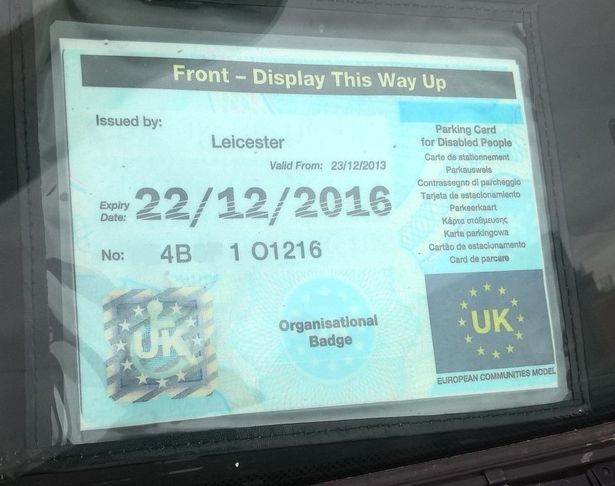 Front – Display This Way Up
Issued by:
Leicester
Valid From: 23/12/2013
Expiry
Date:
22/12/2016
No: 4B 1 O1216
Organisational
Badge
UK
Parking Card
for Disabled People
Carte de stationnement
Parkausweis
Contrassegno di parcheggio
Tarjeta de estacionamiento
Parkeerkaart
Κάρτα στάθμευσης
Karta parkingowa
Cartão de estacionamento
Card de parcare
UK
EUROPEAN COMMUNITIES MODEL